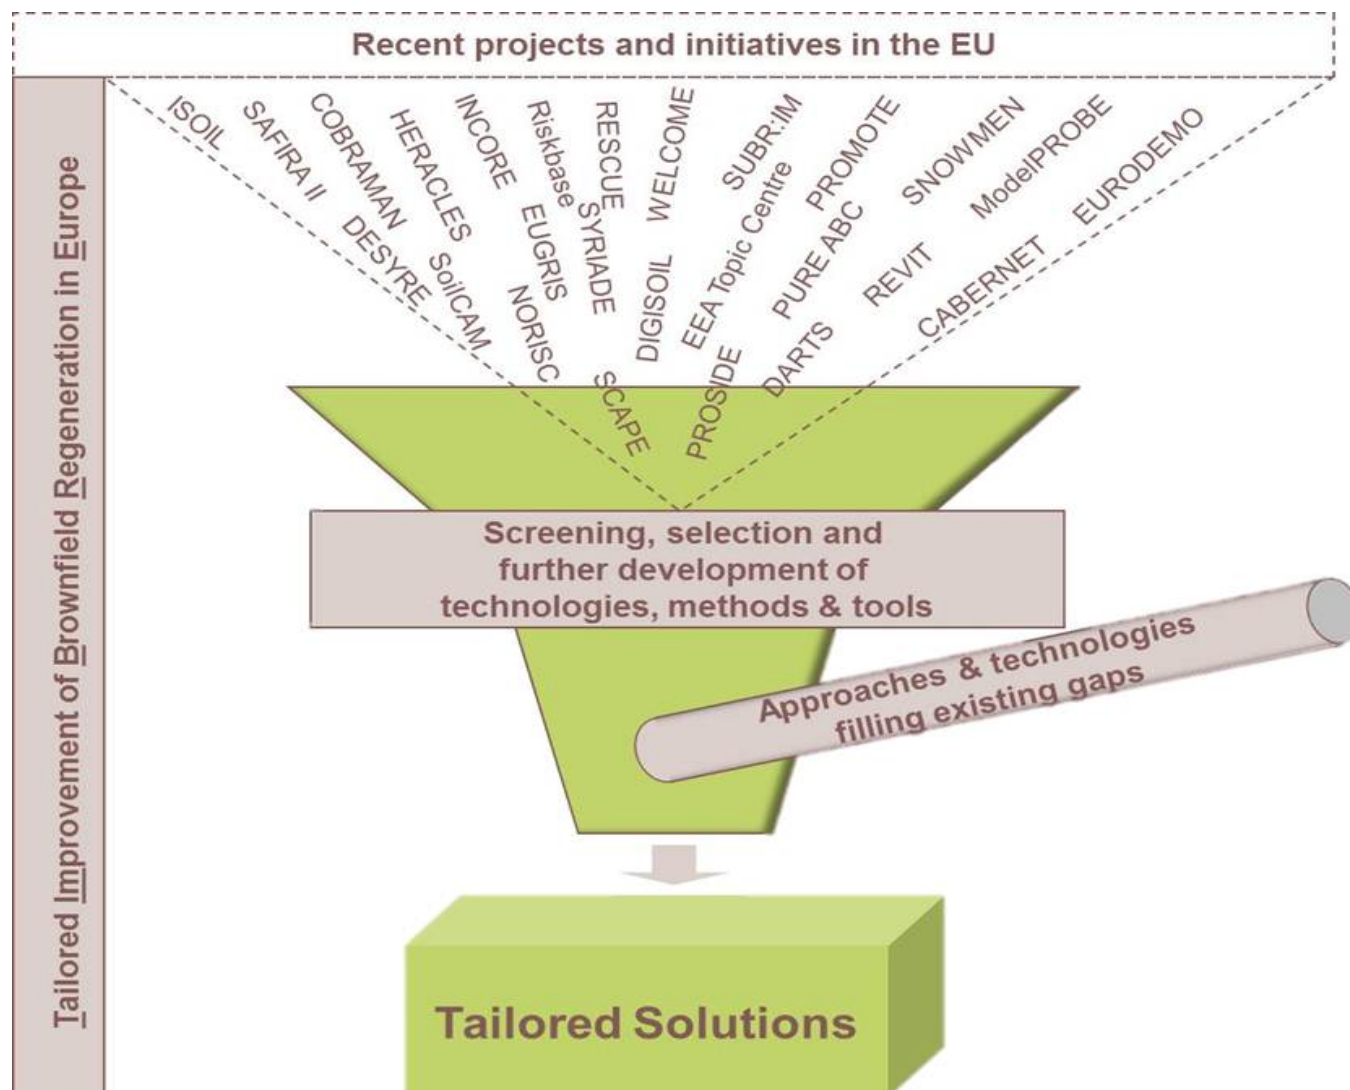 Recent projects and initiatives in the EU
Tailored Improvement of Brownfield Regeneration in Europe
ISOIL
SAFIRA II
COBRAMAN
HERACLES
INCORE
Riskbase
RESCUE
WELCOME
SUBR:IM
PROMOTE
SNOWMEN
ModelPROBE
EURODEMO
DESYRE
SoilCAM
EUGRIS
SYRIADE
DIGISOIL
EEA Topic Centre
PURE ABC
REVIT
CABERNET
NORISC
SCAPE
PROSIDE
DARTS
Screening, selection and
further development of
technologies, methods & tools
Approaches & technologies
filling existing gaps
Tailored Solutions